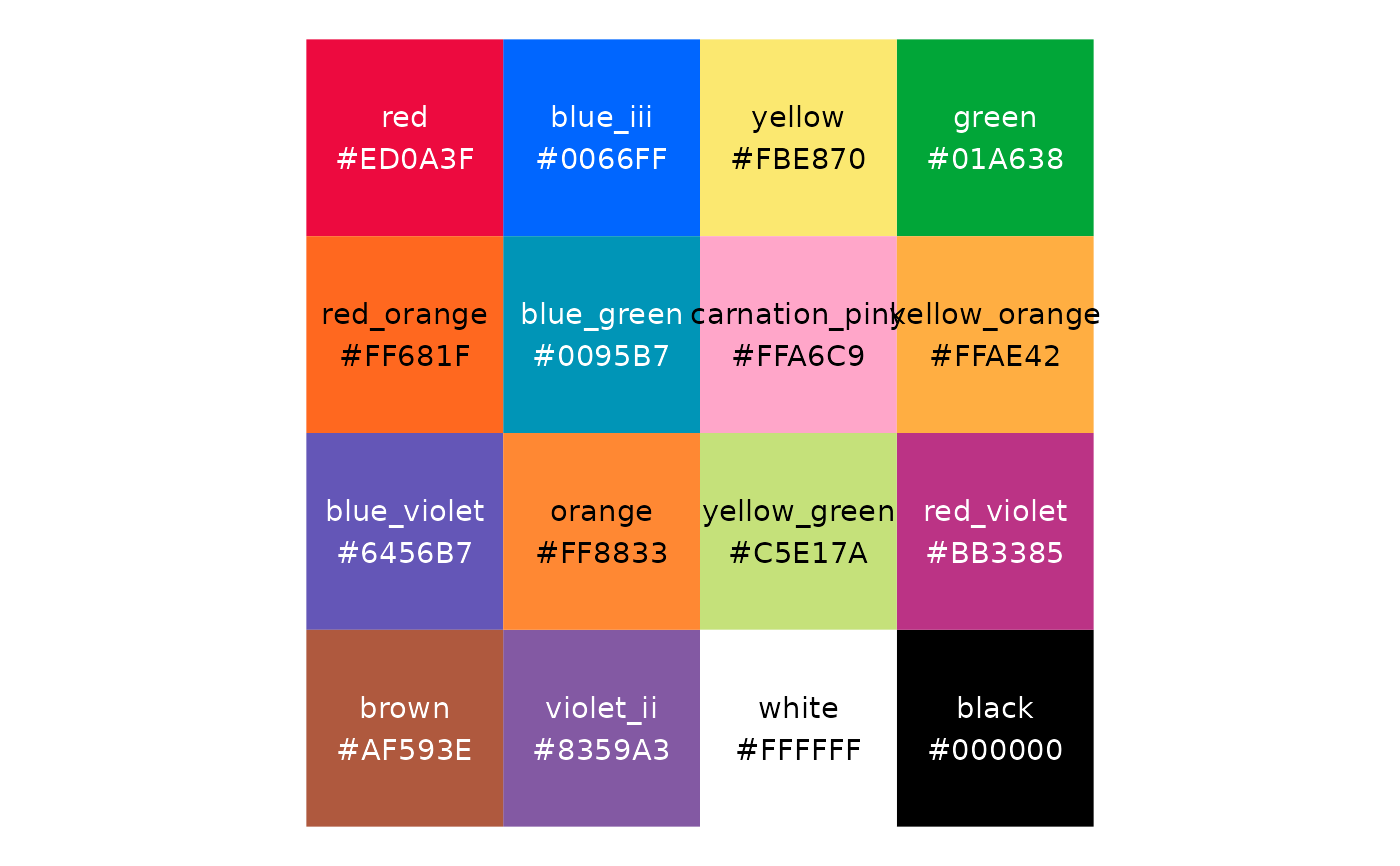 red
#ED0A3F
blue_iii
#0066FF
yellow
#FBE870
green
#01A638
red_orange
#FF681F
blue_green
#0095B7
carnation_pink
#FFA6C9
yellow_orange
#FFAE42
blue_violet
#6456B7
orange
#FF8833
yellow_green
#C5E17A
red_violet
#BB3385
brown
#AF593E
violet_ii
#8359A3
white
#FFFFFF
black
#000000